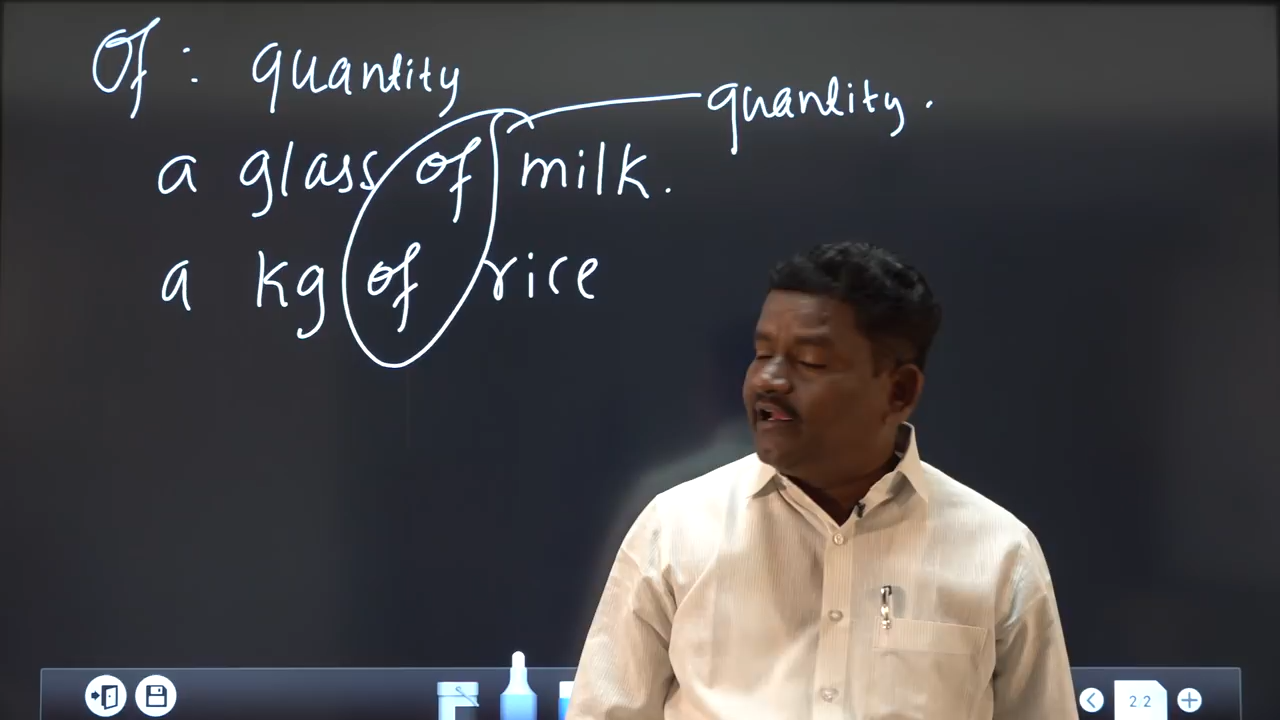 Of : quantity
quantity.
a glass of milk.
a kg of rice
22